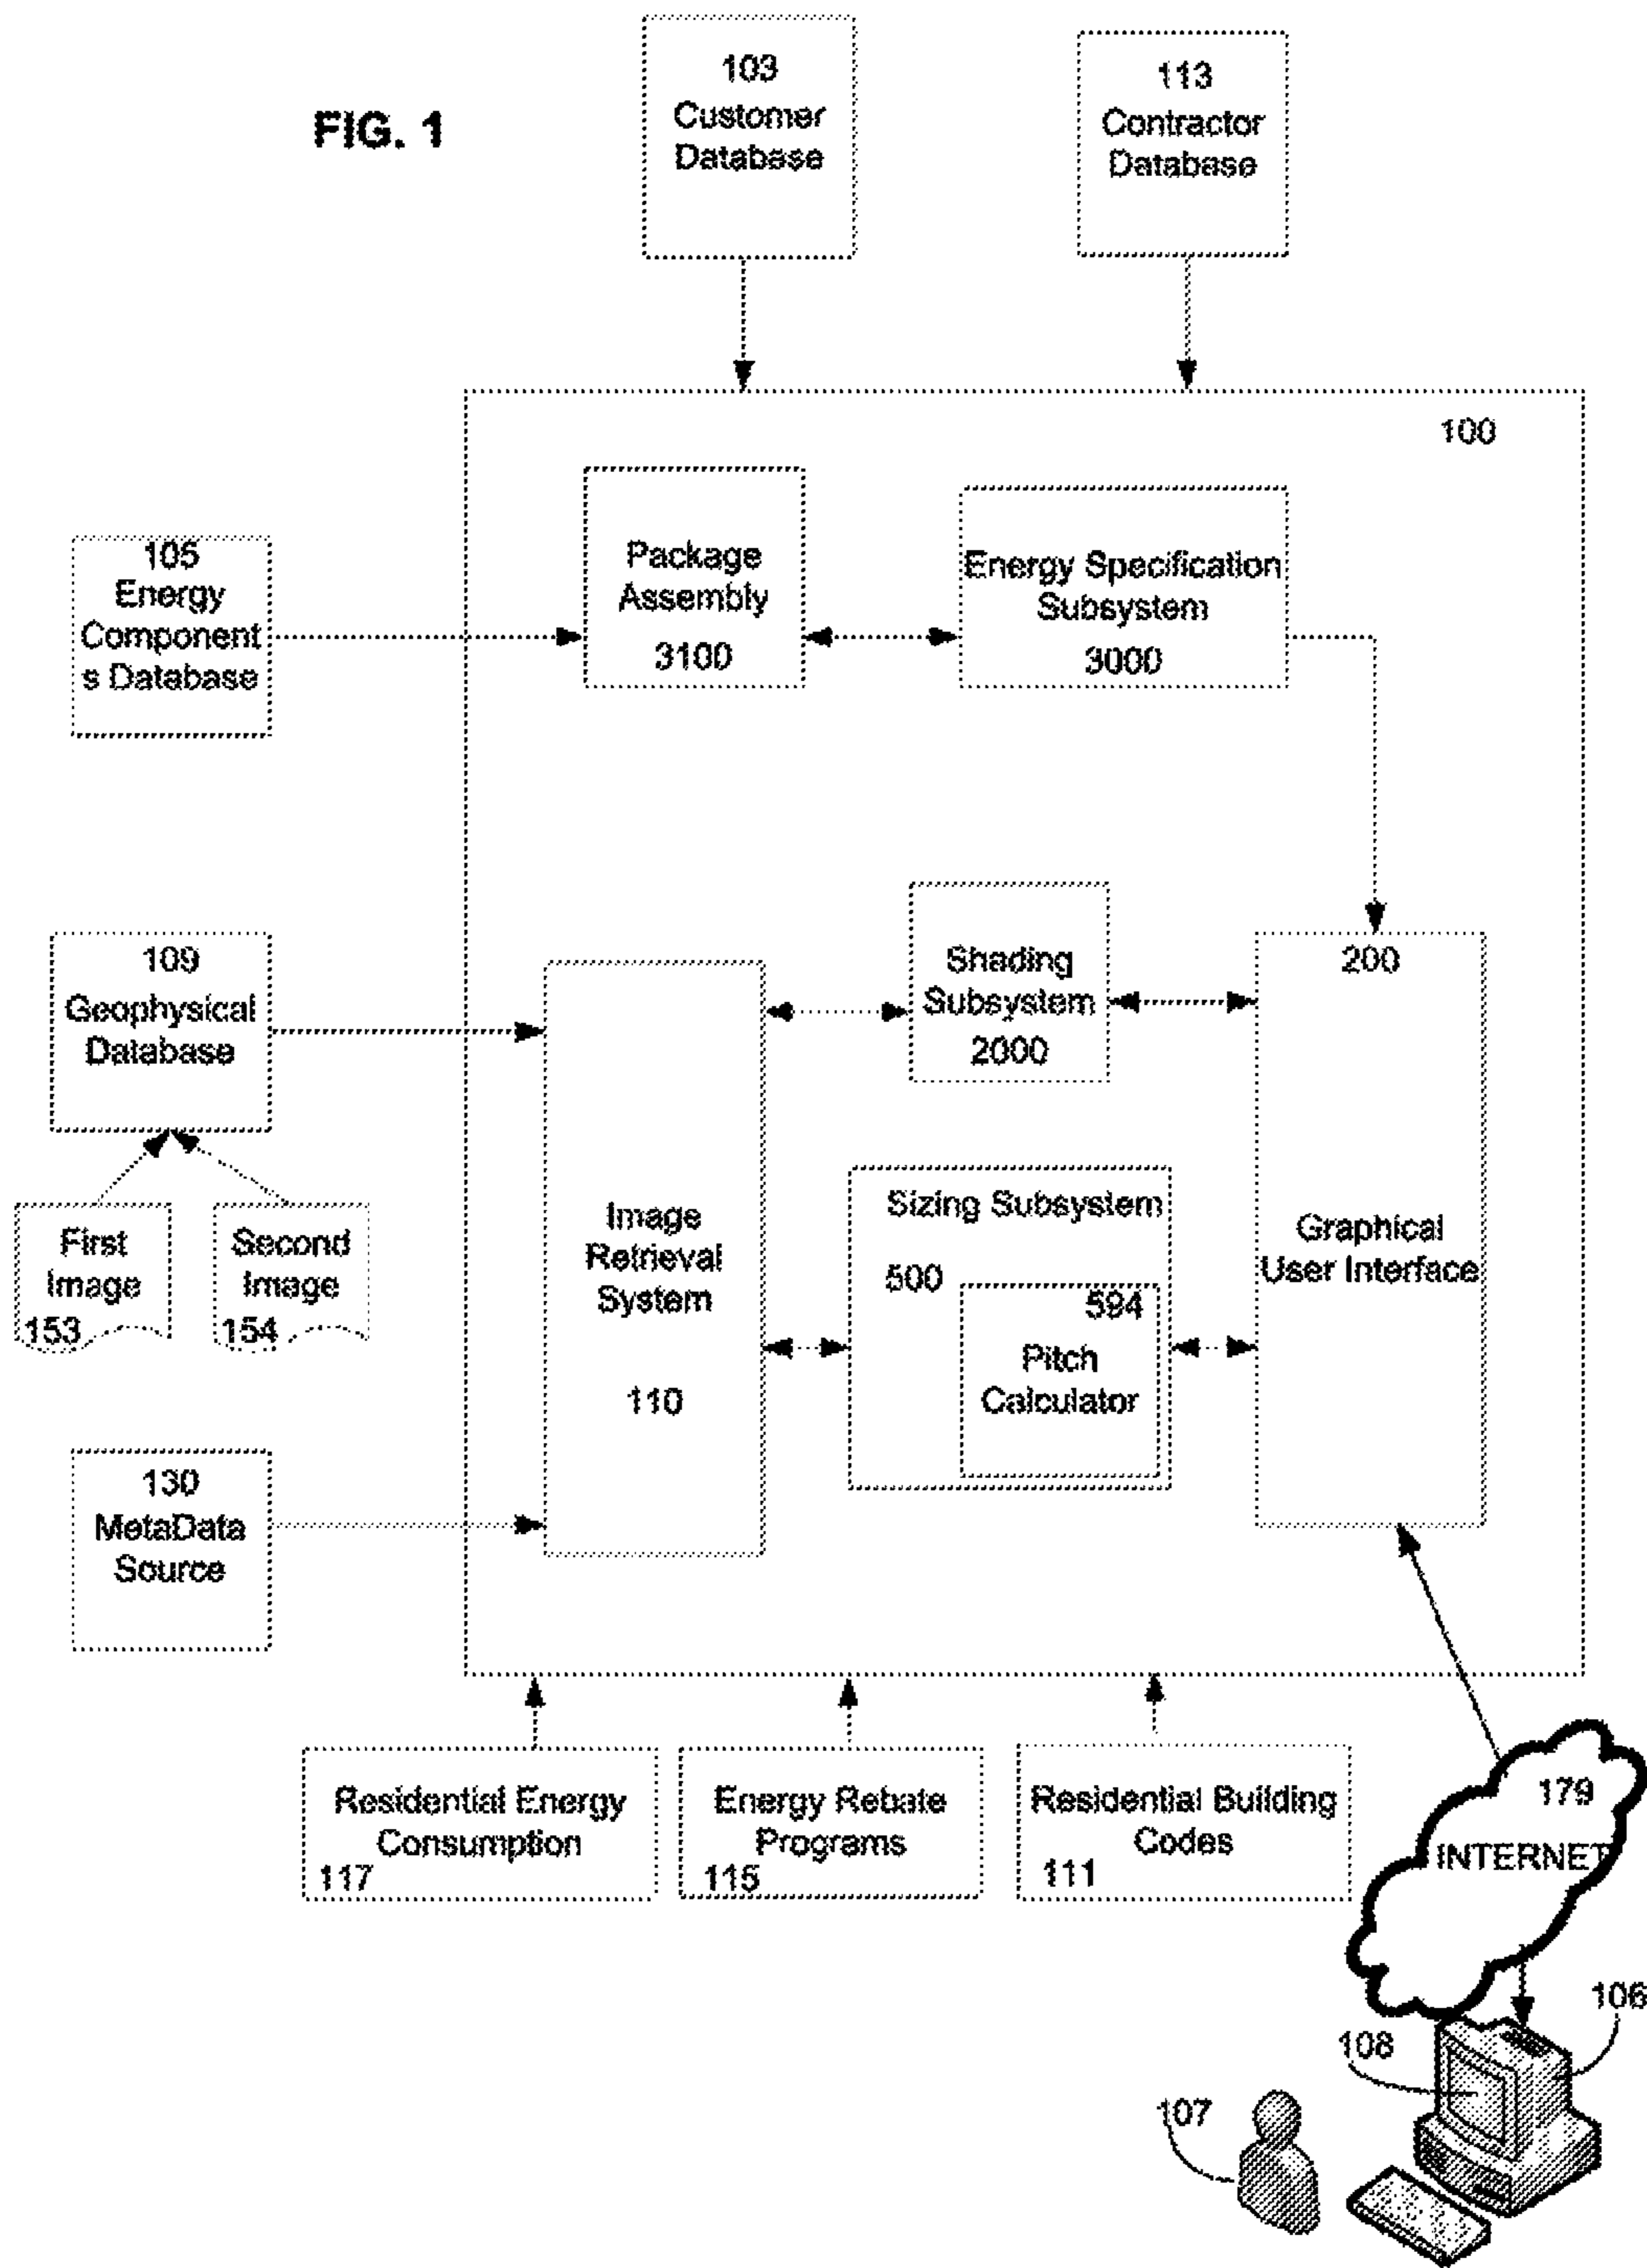 FIG. 1
103
Customer
Database
113
Contractor
Database
100
105
Energy
Component
s Database
Package
Assembly
3100
Energy Specification
Subsystem
3000
109
Geophysical
Database
Shading
Subsystem
2000
200
Graphical
User Interface
First
Image
153
Second
Image
154
Image
Retrieval
System
110
Sizing Subsystem
500
594
Pitch
Calculator
130
MetaData
Source
Residential Energy
Consumption
117
Energy Rebate
Programs
115
Residential Building
Codes
111
179
INTERNET
106
108
107